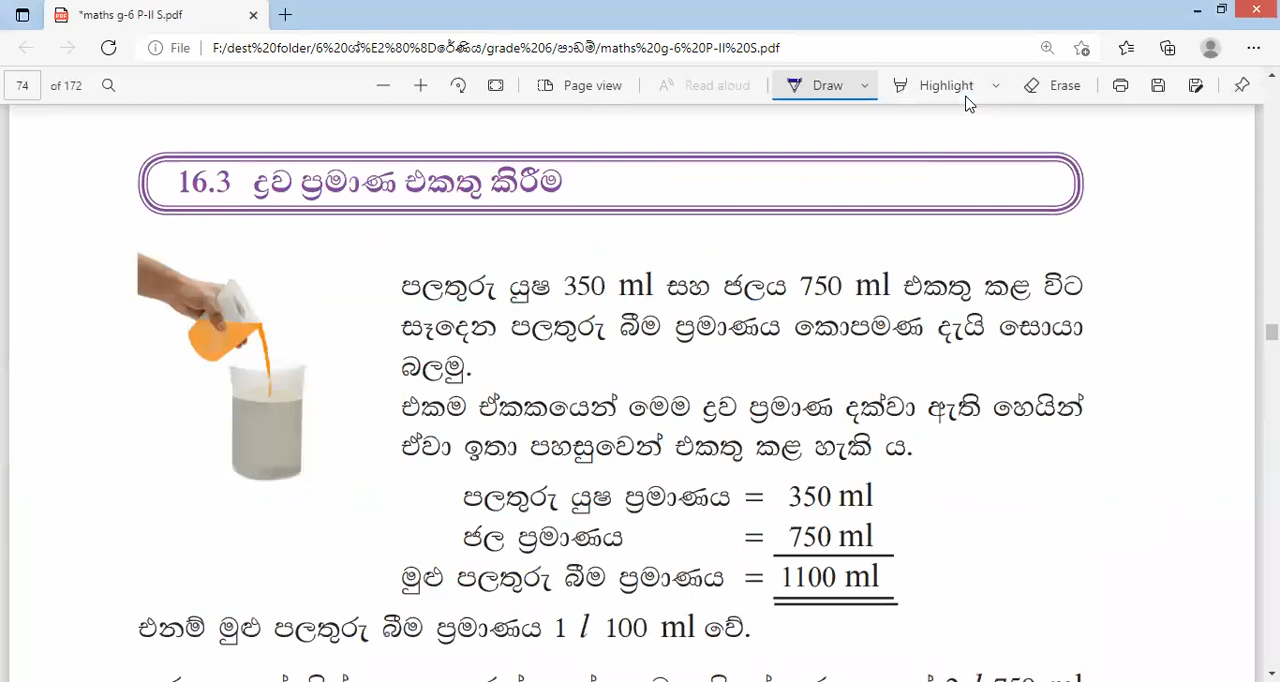 *maths g-6 P-II S.pdf
File F:/dest%20folder/6%20ශ්%E2%80%8Dරේණිය/grade%206/පාඩම්/maths%20g-6%20P-II%20S.pdf
74 of 172 Page view Read aloud Draw Highlight Erase
16.3 ද්‍රව ප්‍රමාණ එකතු කිරීම
පලතුරු යුෂ 350 ml සහ ජලය 750 ml එකතු කළ විට
සෑදෙන පලතුරු බීම ප්‍රමාණය කොපමණ දැයි සොයා
බලමු.
එකම ඒකකයෙන් මෙම ද්‍රව ප්‍රමාණ දක්වා ඇති හෙයින්
ඒවා ඉතා පහසුවෙන් එකතු කළ හැකි ය.
පලතුරු යුෂ ප්‍රමාණය = 350 ml
ජල ප්‍රමාණය = 750 ml
මුළු පලතුරු බීම ප්‍රමාණය = 1100 ml
එනම් මුළු පලතුරු බීම ප්‍රමාණය 1 l 100 ml වේ.